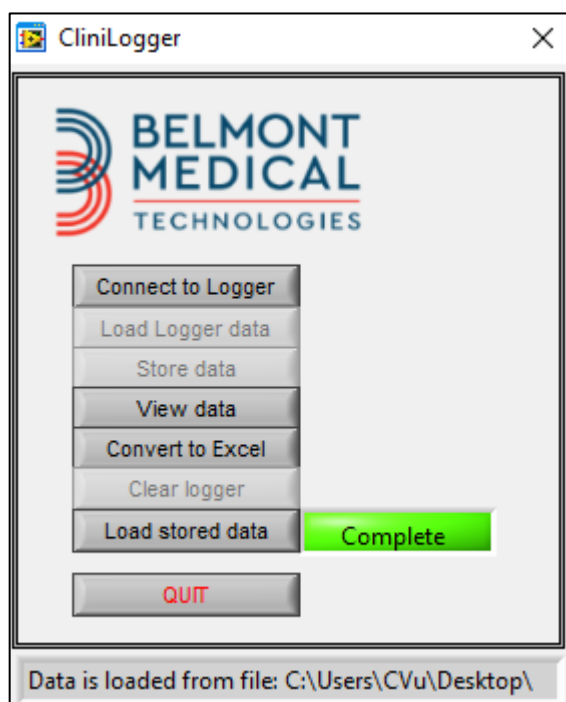 CliniLogger
BELMONT
MEDICAL
TECHNOLOGIES
Connect to Logger
Load Logger data
Store data
View data
Convert to Excel
Clear logger
Load stored data Complete
QUIT
Data is loaded from file: C:\Users\CVu\Desktop\